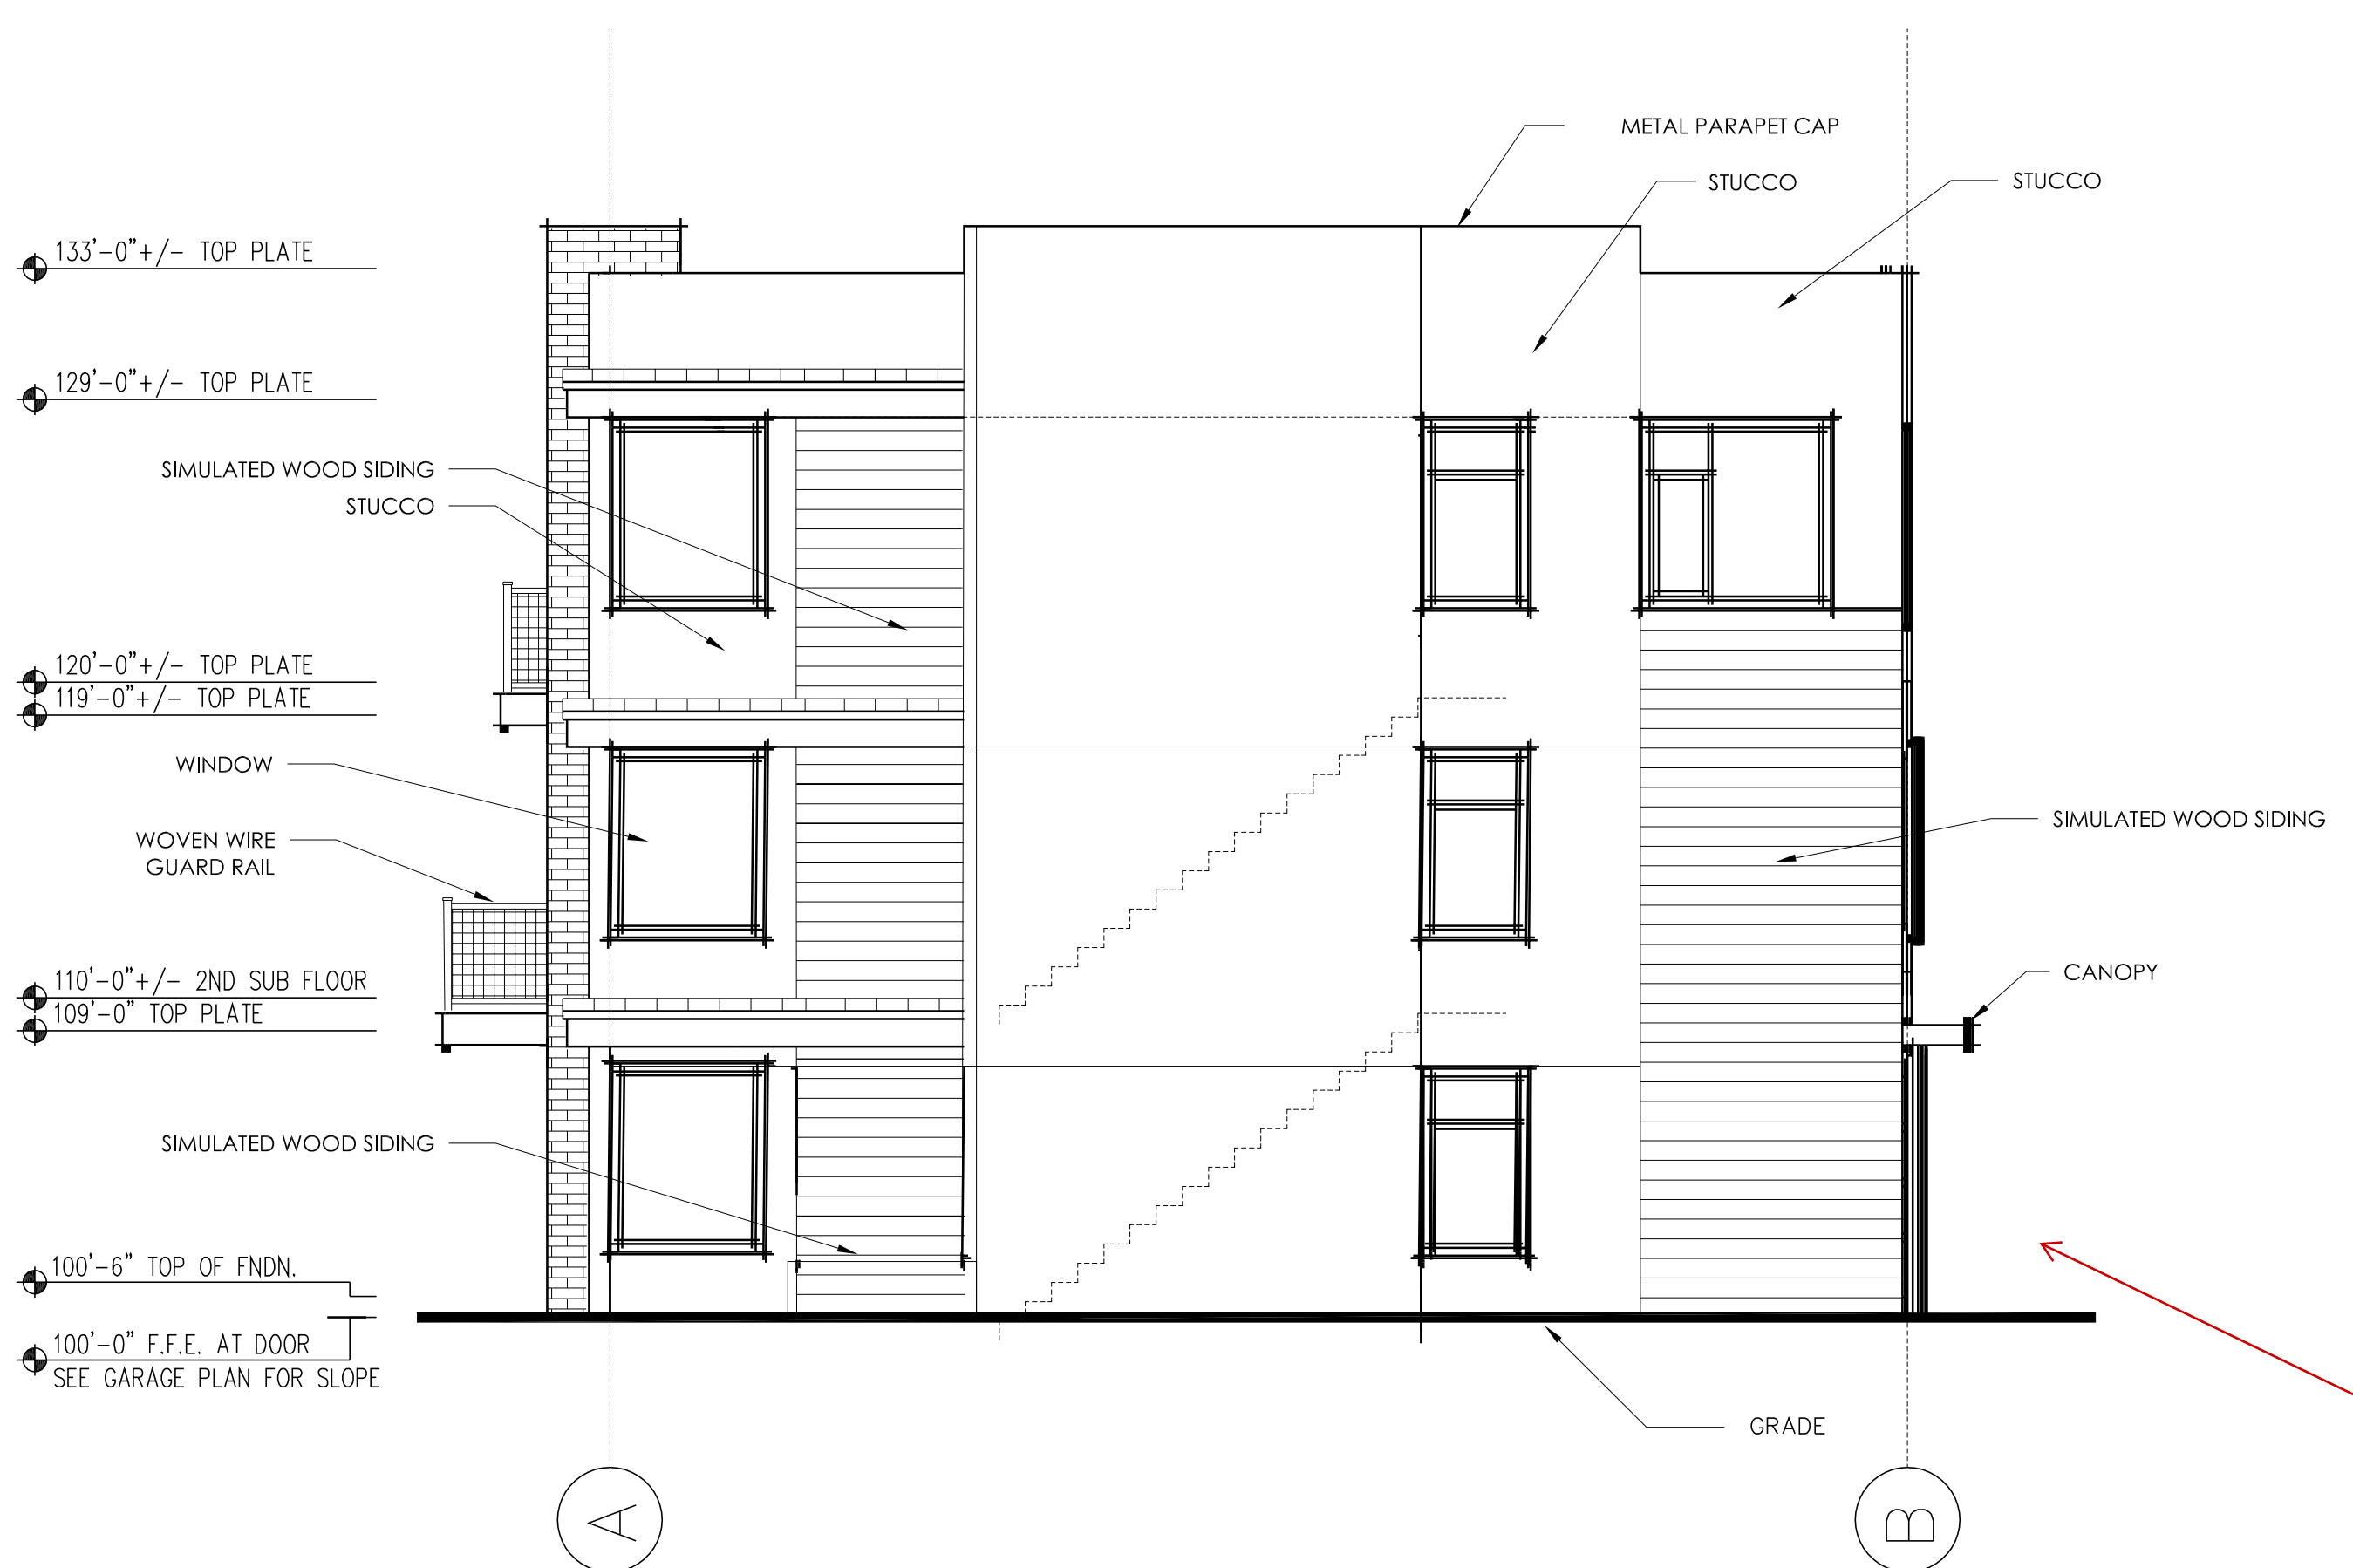 METAL PARAPET CAP
STUCCO
STUCCO
133'-0"+/- TOP PLATE
129'-0"+/- TOP PLATE
SIMULATED WOOD SIDING
STUCCO
120'-0"+/- TOP PLATE
119'-0"+/- TOP PLATE
WINDOW
WOVEN WIRE
GUARD RAIL
SIMULATED WOOD SIDING
110'-0"+/- 2ND SUB FLOOR
109'-0" TOP PLATE
CANOPY
SIMULATED WOOD SIDING
100'-6" TOP OF FNDN.
100'-0" F.F.E. AT DOOR
SEE GARAGE PLAN FOR SLOPE
GRADE
A
B